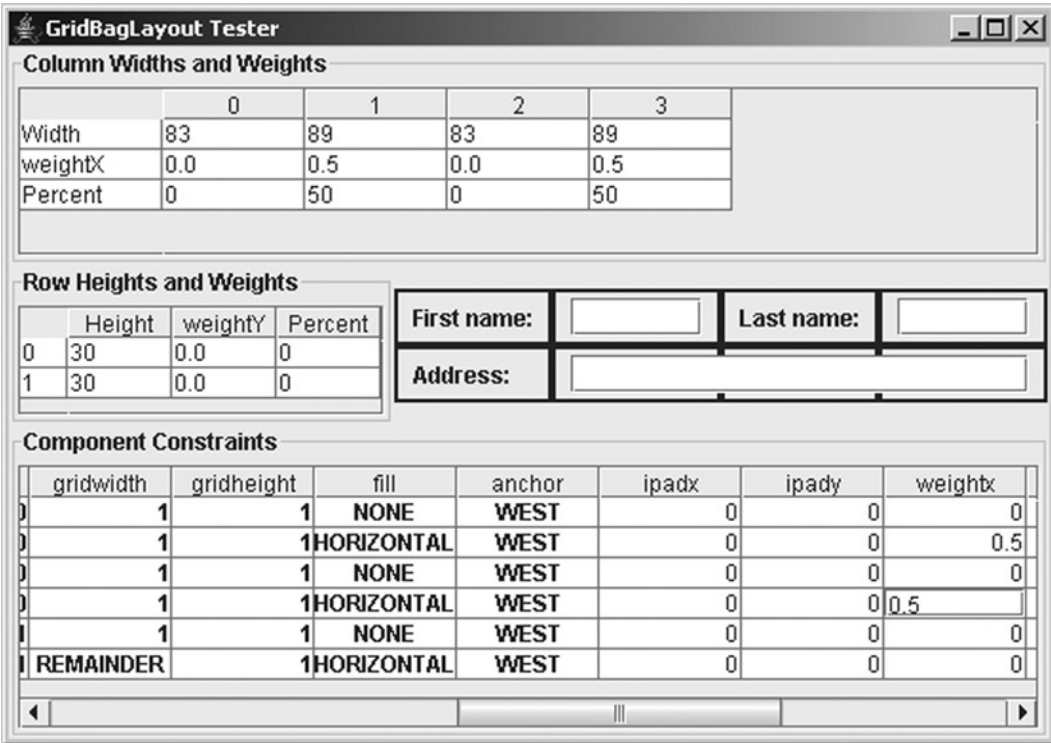 GridBagLayout Tester
Column Widths and Weights
0 1 2 3
Width 83 89 83 89
weightX 0.0 0.5 0.0 0.5
Percent 0 50 0 50
Row Heights and Weights
Height weightY Percent
0 30 0.0 0
1 30 0.0 0
First name: Last name:
Address:
Component Constraints
gridwidth gridheight fill anchor ipadx ipady weightx
1 1 NONE WEST 0 0 0
1 1 HORIZONTAL WEST 0 0 0.5
1 1 NONE WEST 0 0 0
1 1 HORIZONTAL WEST 0 0 0.5
1 1 NONE WEST 0 0 0
REMAINDER 1 HORIZONTAL WEST 0 0 0